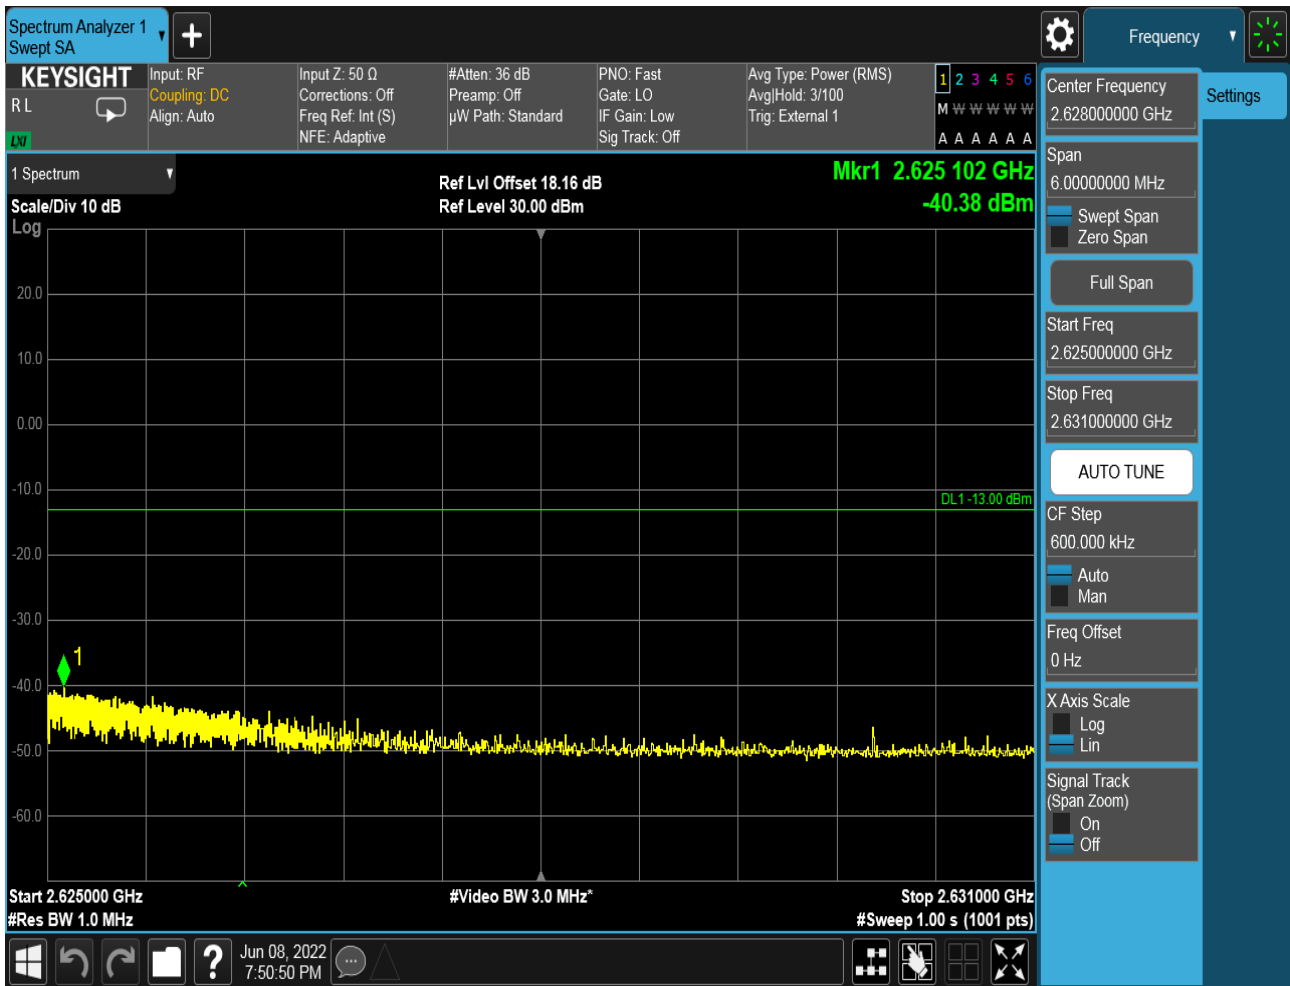 Spectrum Analyzer 1
Swept SA
Frequency
KEYSIGHT
R L
LXI
Input: RF
Coupling: DC
Align: Auto
Input Z: 50 Ω
Corrections: Off
Freq Ref: Int (S)
NFE: Adaptive
#Atten: 36 dB
Preamp: Off
µW Path: Standard
PNO: Fast
Gate: LO
IF Gain: Low
Sig Track: Off
Avg Type: Power (RMS)
Avg|Hold: 3/100
Trig: External 1
1 2 3 4 5 6
M W W W W W
A A A A A A
1 Spectrum
Scale/Div 10 dB
Log
Ref Lvl Offset 18.16 dB
Ref Level 30.00 dBm
Mkr1 2.625 102 GHz
-40.38 dBm
20.0
10.0
0.00
-10.0
DL1 -13.00 dBm
-20.0
-30.0
1
-40.0
-50.0
-60.0
Start 2.625000 GHz
#Res BW 1.0 MHz
#Video BW 3.0 MHz*
Stop 2.631000 GHz
#Sweep 1.00 s (1001 pts)
Center Frequency
2.628000000 GHz
Settings
Span
6.00000000 MHz
Swept Span
Zero Span
Full Span
Start Freq
2.625000000 GHz
Stop Freq
2.631000000 GHz
AUTO TUNE
CF Step
600.000 kHz
Auto
Man
Freq Offset
0 Hz
X Axis Scale
Log
Lin
Signal Track
(Span Zoom)
On
Off
?
Jun 08, 2022
7:50:50 PM